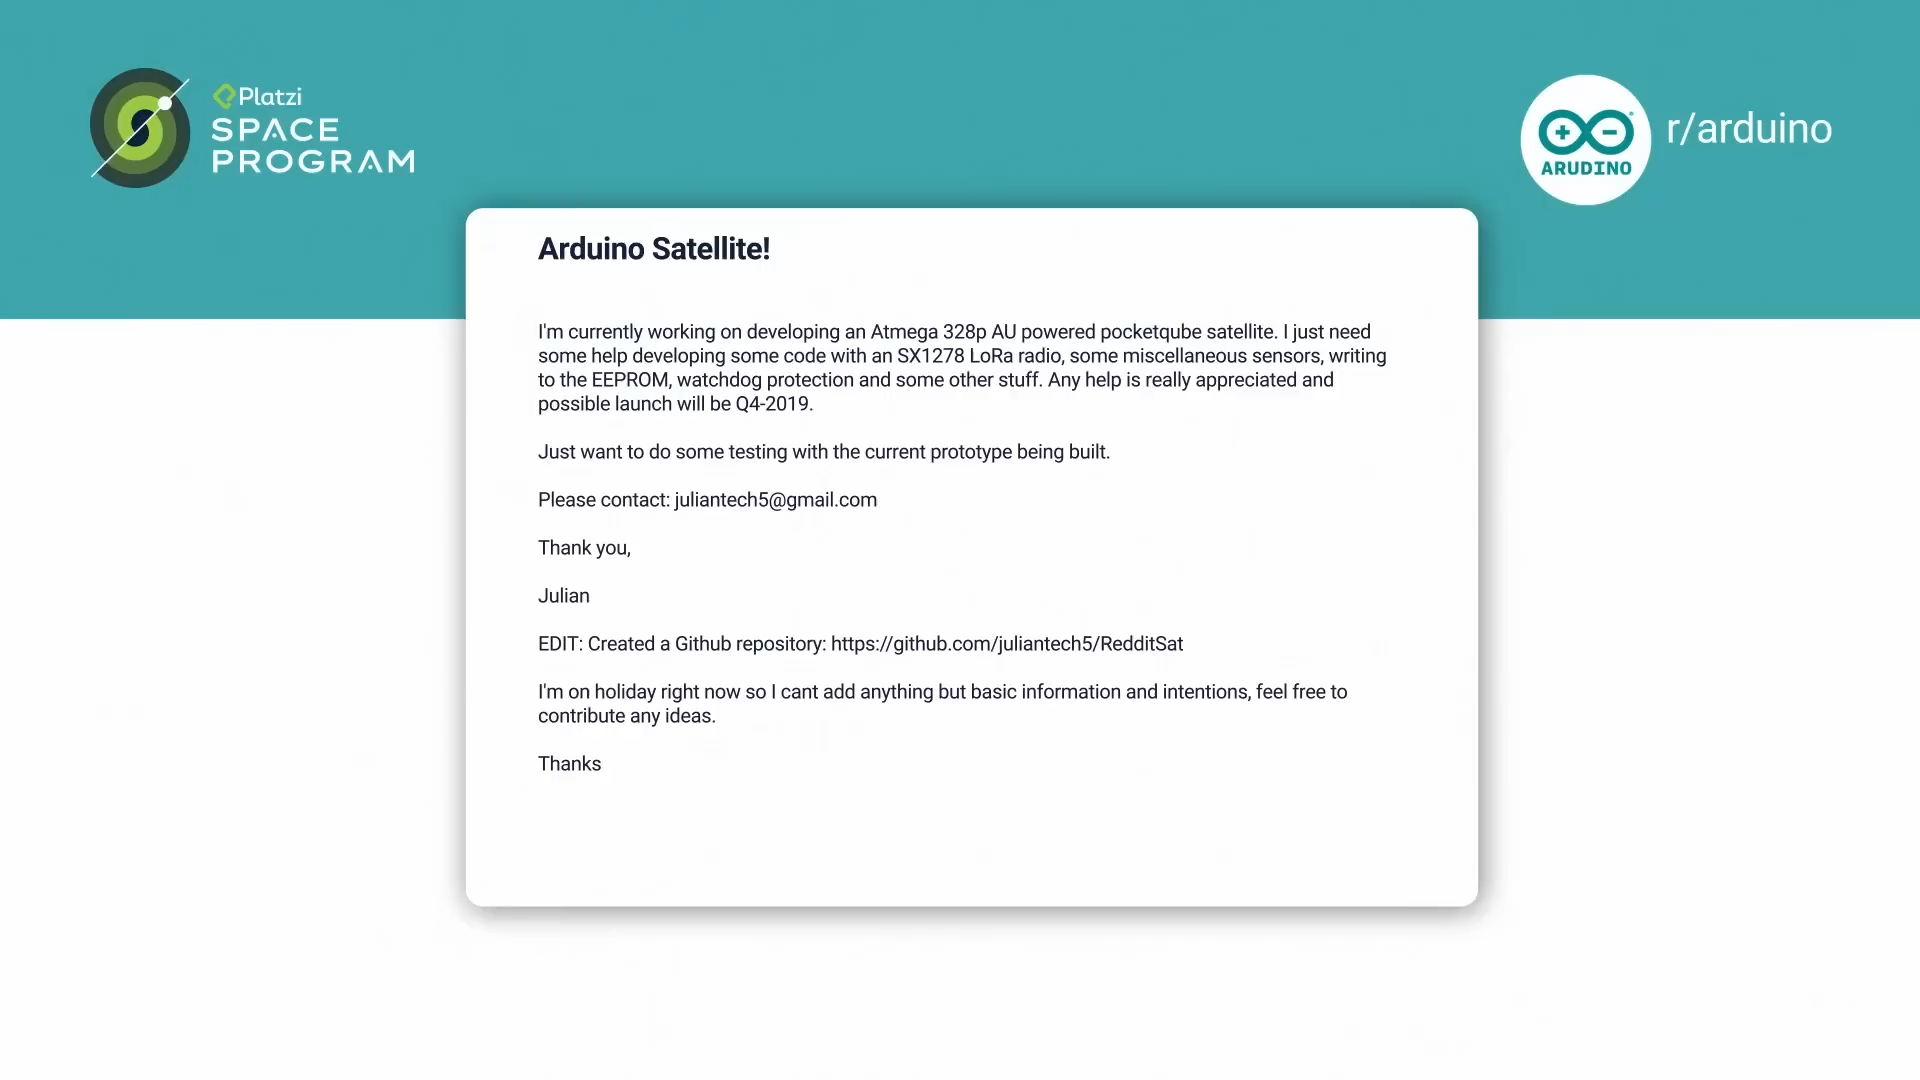 Platzi
SPACE
PROGRAM
ARUDINO
r/arduino
Arduino Satellite!
I'm currently working on developing an Atmega 328p AU powered pocketqube satellite. I just need
some help developing some code with an SX1278 LoRa radio, some miscellaneous sensors, writing
to the EEPROM, watchdog protection and some other stuff. Any help is really appreciated and
possible launch will be Q4-2019.
Just want to do some testing with the current prototype being built.
Please contact: juliantech5@gmail.com
Thank you,
Julian
EDIT: Created a Github repository: https://github.com/juliantech5/RedditSat
I'm on holiday right now so I cant add anything but basic information and intentions, feel free to
contribute any ideas.
Thanks